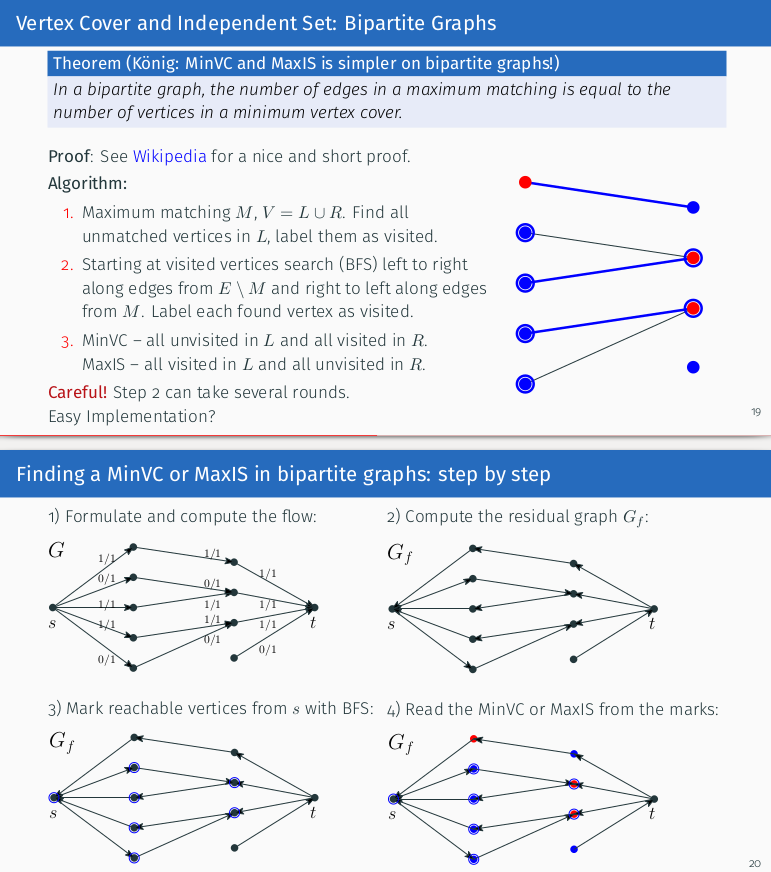 Vertex Cover and Independent Set: Bipartite Graphs
Theorem (König: MinVC and MaxIS is simpler on bipartite graphs!)
In a bipartite graph, the number of edges in a maximum matching is equal to the
number of vertices in a minimum vertex cover.
Proof: See Wikipedia for a nice and short proof.
Algorithm:
1. Maximum matching M, V = L ∪ R. Find all
unmatched vertices in L, label them as visited.
2. Starting at visited vertices search (BFS) left to right
along edges from E \ M and right to left along edges
from M. Label each found vertex as visited.
3. MinVC – all unvisited in L and all visited in R.
MaxIS – all visited in L and all unvisited in R.
Careful! Step 2 can take several rounds.
Easy Implementation?
19
Finding a MinVC or MaxIS in bipartite graphs: step by step
1) Formulate and compute the flow:
G
1/1
0/1
1/1
1/1
0/1
1/1
0/1
1/1
1/1
0/1
1/1
1/1
1/1
0/1
s
t
2) Compute the residual graph G_f:
G_f
s
t
3) Mark reachable vertices from s with BFS:
G_f
s
t
4) Read the MinVC or MaxIS from the marks:
G_f
s
t
20